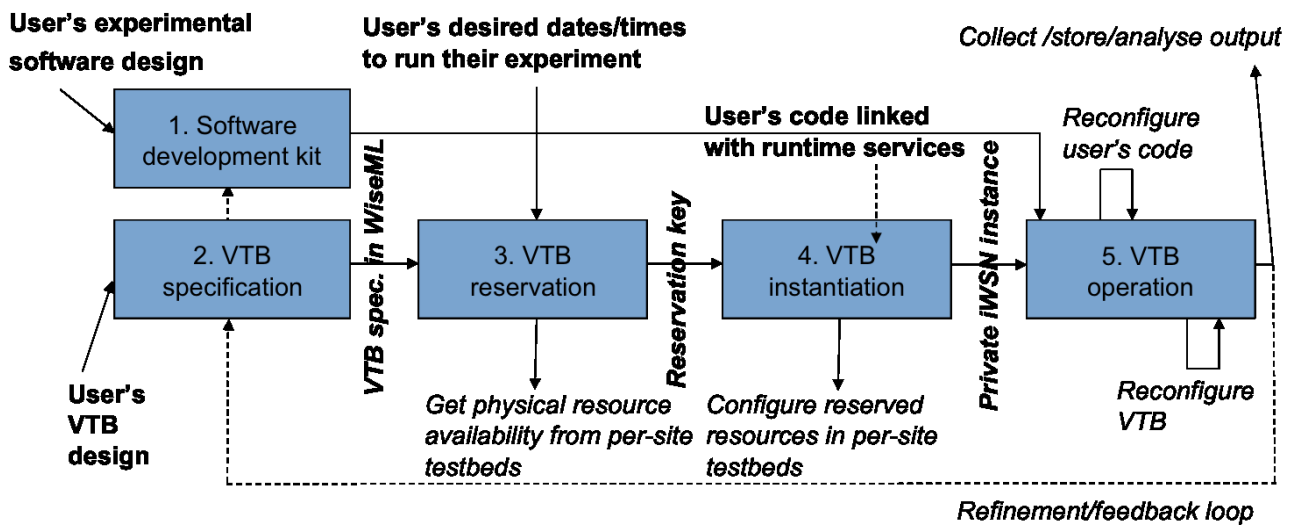 User's experimental
software design
User's desired dates/times
to run their experiment
Collect /store/analyse output
1. Software
development kit
User's code linked
with runtime services
Reconfigure
user's code
2. VTB
specification
VTB spec. in WiseML
3. VTB
reservation
Reservation key
4. VTB
instantiation
Private iWSN instance
5. VTB
operation
User's
VTB
design
Get physical resource
availability from per-site
testbeds
Configure reserved
resources in per-site
testbeds
Reconfigure
VTB
Refinement/feedback loop